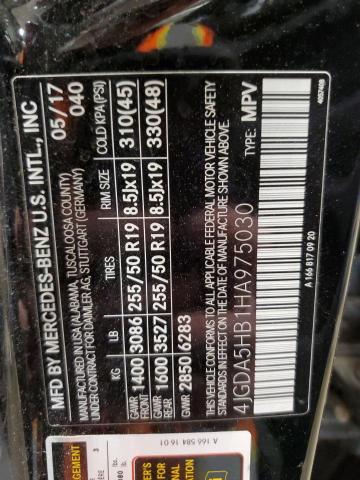 MFD BY MERCEDES-BENZ U.S. INTL., INC
MANUFACTURED IN USA (ALABAMA, TUSCALOOSA COUNTY)
UNDER CONTRACT FOR DAIMLER AG, STUTTGART (GERMANY)
05/17
040
KG LB TIRES RIM SIZE COLD KPA(PSI)
GAWR FRONT 1400 3086 255/50 R19 8.5Jx19 310(45)
GAWR REAR 1600 3527 255/50 R19 8.5Jx19 330(48)
GVWR 2850 6283
THIS VEHICLE CONFORMS TO ALL APPLICABLE FEDERAL MOTOR VEHICLE SAFETY
STANDARDS IN EFFECT ON THE DATE OF MANUFACTURE SHOWN ABOVE.
4JGDA5HB1HA975030 TYPE: MPV
A 166 817 09 20
A 166 584 16 01